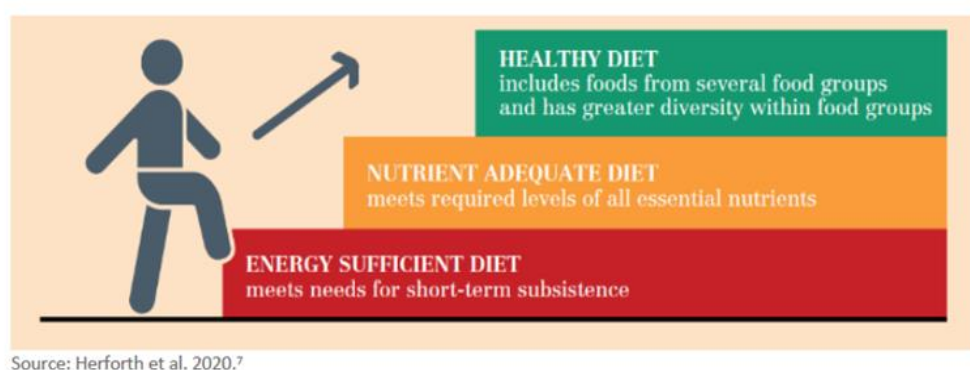 HEALTHY DIET
includes foods from several food groups
and has greater diversity within food groups
NUTRIENT ADEQUATE DIET
meets required levels of all essential nutrients
ENERGY SUFFICIENT DIET
meets needs for short-term subsistence
Source: Herforth et al. 2020.⁷